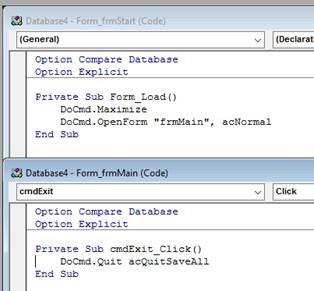 Database4 - Form_frmStart (Code)
(General) (Declarat
Option Compare Database
Option Explicit
Private Sub Form_Load()
DoCmd.Maximize
DoCmd.OpenForm "frmMain", acNormal
End Sub
Database4 - Form_frmMain (Code)
cmdExit Click
Option Compare Database
Option Explicit
Private Sub cmdExit_Click()
DoCmd.Quit acQuitSaveAll
End Sub